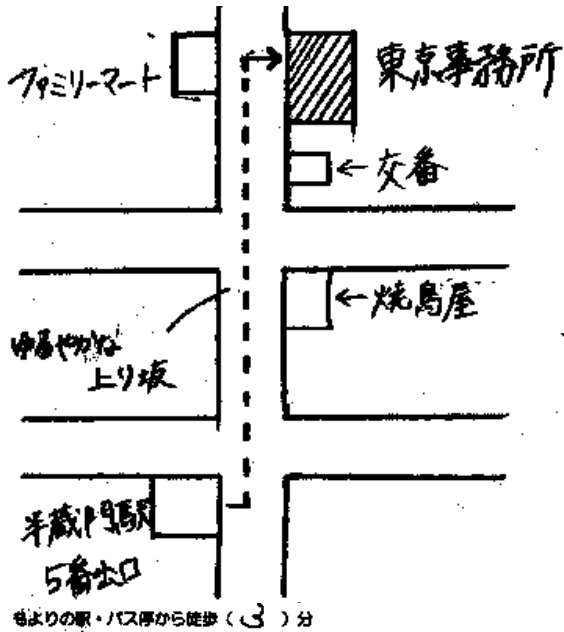 ファミリーマート
東京事務所
←交番
←焼鳥屋
ゆるやかな
上り坂
半蔵門駅
5番出口
もよりの駅・バス停から徒歩(3)分